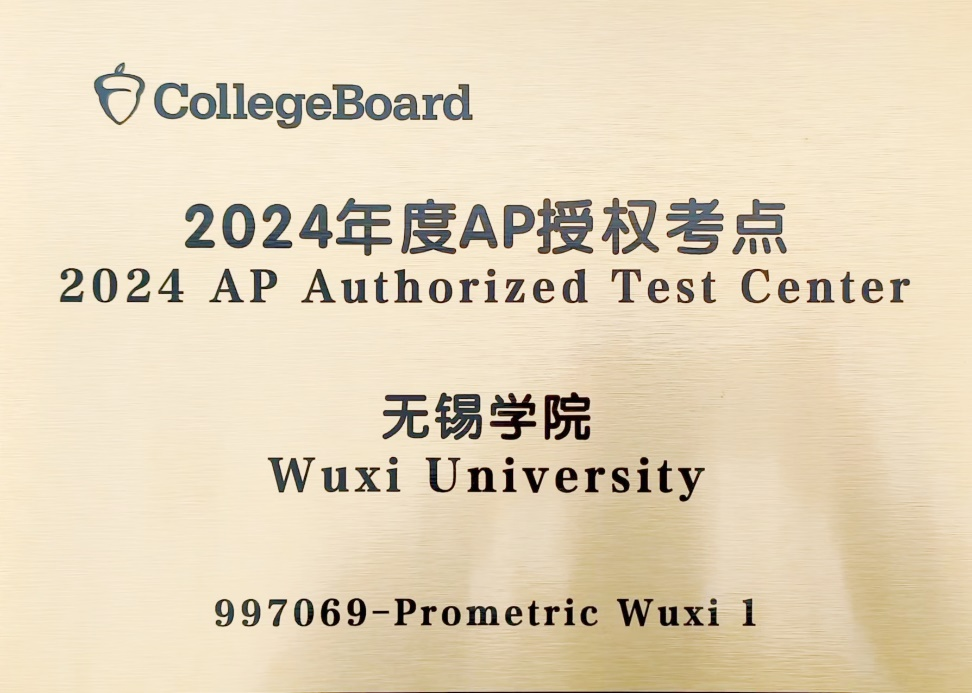 CollegeBoard
2024年度AP授权考点
2024 AP Authorized Test Center
无锡学院
Wuxi University
997069-Prometric Wuxi 1